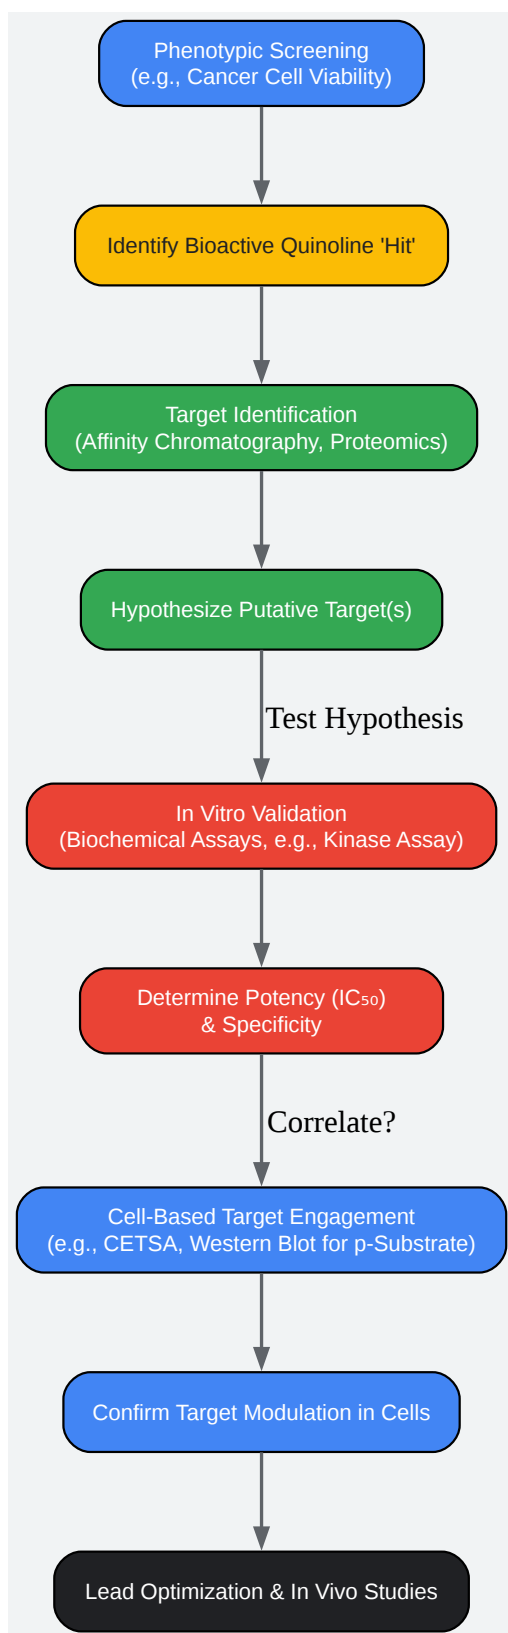 Phenotypic Screening
(e.g., Cancer Cell Viability)
Identify Bioactive Quinoline 'Hit'
Target Identification
(Affinity Chromatography, Proteomics)
Hypothesize Putative Target(s)
Test Hypothesis
In Vitro Validation
(Biochemical Assays, e.g., Kinase Assay)
Determine Potency (IC₅₀)
& Specificity
Correlate?
Cell-Based Target Engagement
(e.g., CETSA, Western Blot for p-Substrate)
Confirm Target Modulation in Cells
Lead Optimization & In Vivo Studies